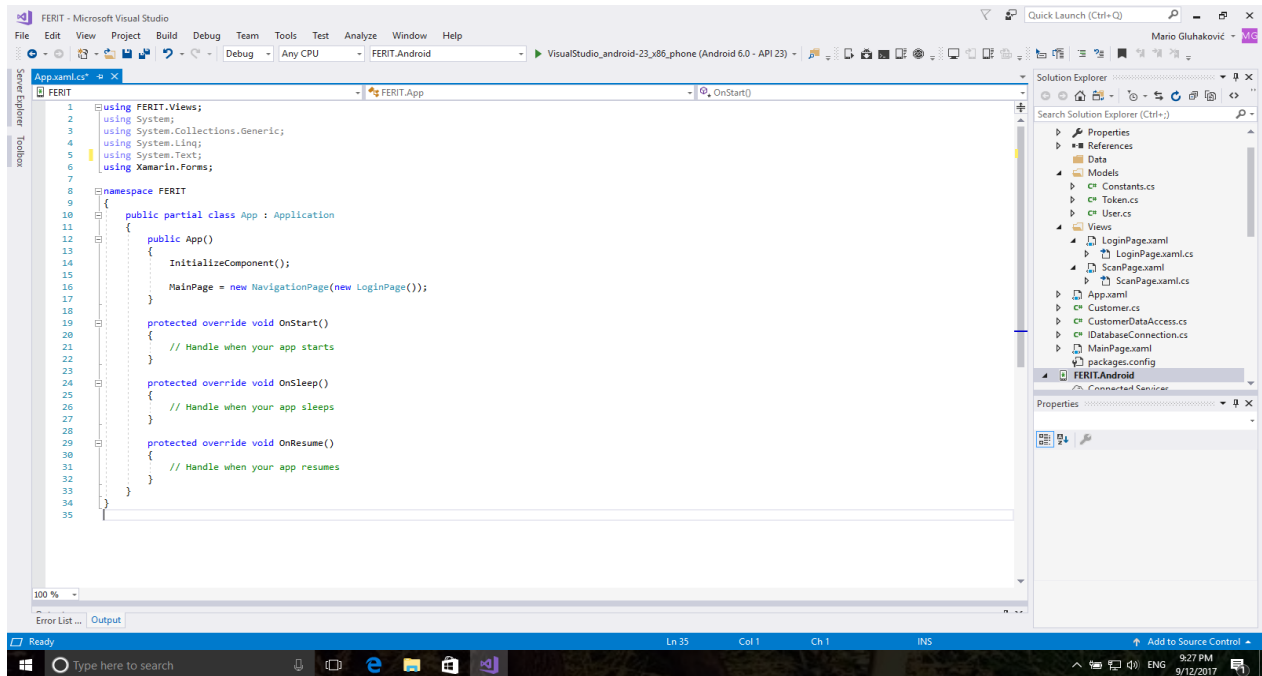 FERIT - Microsoft Visual Studio
Quick Launch (Ctrl+Q)
File Edit View Project Build Debug Team Tools Test Analyze Window Help
Mario Gluhaković MG
Debug Any CPU FERIT.Android VisualStudio_android-23_x86_phone (Android 6.0 - API 23)
Server Explorer
Toolbox
App.xaml.cs*
FERIT FERIT.App OnStart()
1 using FERIT.Views;
2 using System;
3 using System.Collections.Generic;
4 using System.Linq;
5 using System.Text;
6 using Xamarin.Forms;
7
8 namespace FERIT
9 {
10 public partial class App : Application
11 {
12 public App()
13 {
14 InitializeComponent();
15
16 MainPage = new NavigationPage(new LoginPage());
17 }
18
19 protected override void OnStart()
20 {
21 // Handle when your app starts
22 }
23
24 protected override void OnSleep()
25 {
26 // Handle when your app sleeps
27 }
28
29 protected override void OnResume()
30 {
31 // Handle when your app resumes
32 }
33 }
34 }
35
100 %
Error List ... Output
Solution Explorer
Search Solution Explorer (Ctrl+;)
Properties
References
Data
Models
C# Constants.cs
C# Token.cs
C# User.cs
Views
LoginPage.xaml
LoginPage.xaml.cs
ScanPage.xaml
ScanPage.xaml.cs
App.xaml
C# Customer.cs
C# CustomerDataAccess.cs
C# IDatabaseConnection.cs
MainPage.xaml
packages.config
FERIT.Android
Connected Services
Properties
Ready Ln 35 Col 1 Ch 1 INS Add to Source Control
Type here to search
ENG 9:27 PM
9/12/2017